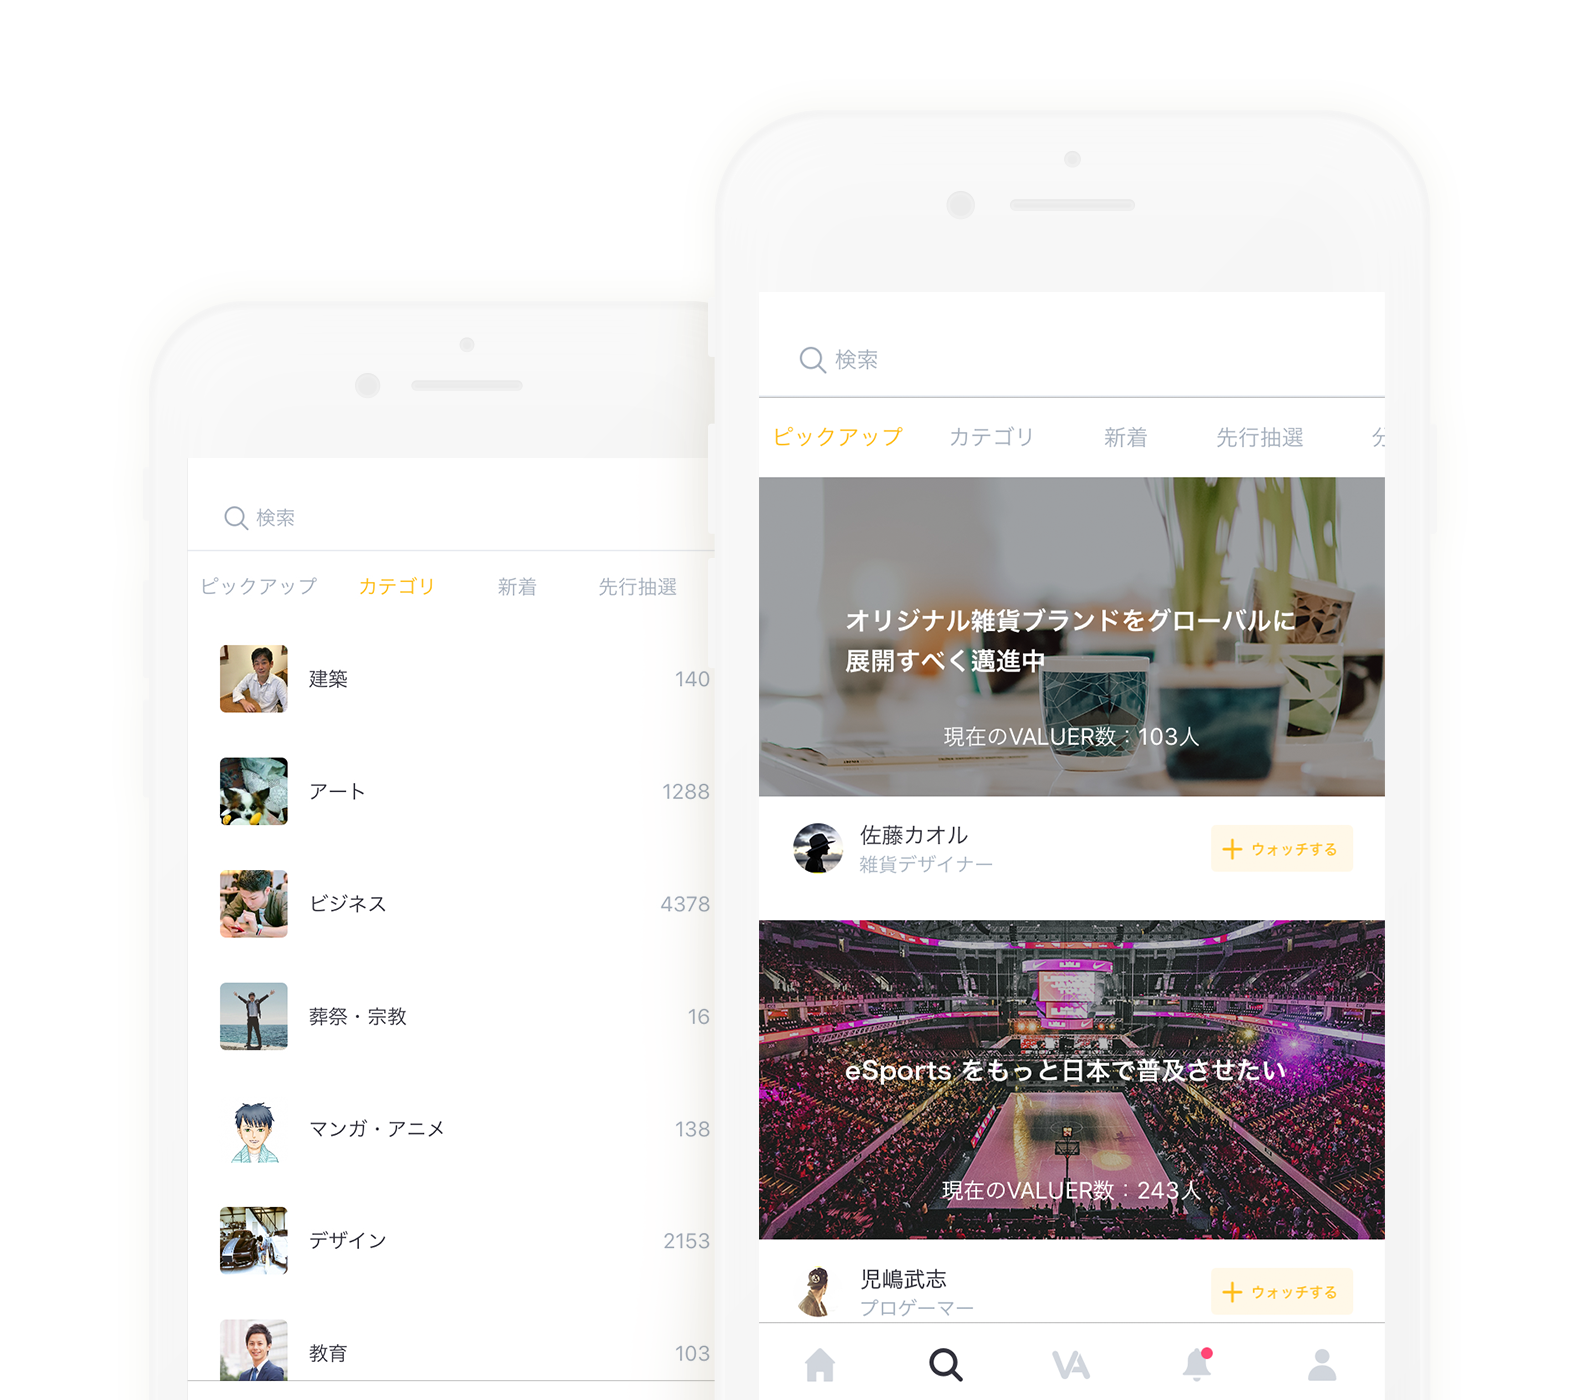 検索
ピックアップ カテゴリ 新着 先行抽選
建築 140
アート 1288
ビジネス 4378
葬祭・宗教 16
マンガ・アニメ 138
デザイン 2153
教育 103
検索
ピックアップ カテゴリ 新着 先行抽選
オリジナル雑貨ブランドをグローバルに
展開すべく邁進中
現在のVALUER数：103人
佐藤カオル
雑貨デザイナー
ウォッチする
eSports をもっと日本で普及させたい
現在のVALUER数：243人
児嶋武志
プロゲーマー
ウォッチする
VA